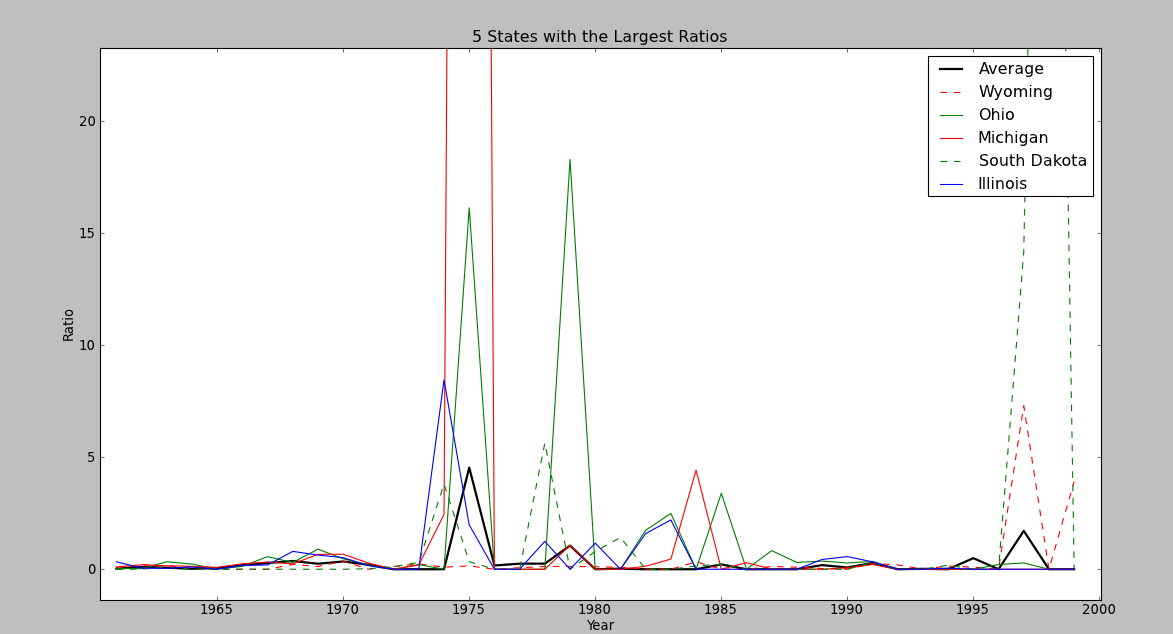 5 States with the Largest Ratios
Average
Wyoming
Ohio
Michigan
South Dakota
Illinois
20
15
10
5
0
Ratio
1965 1970 1975 1980 1985 1990 1995 2000
Year